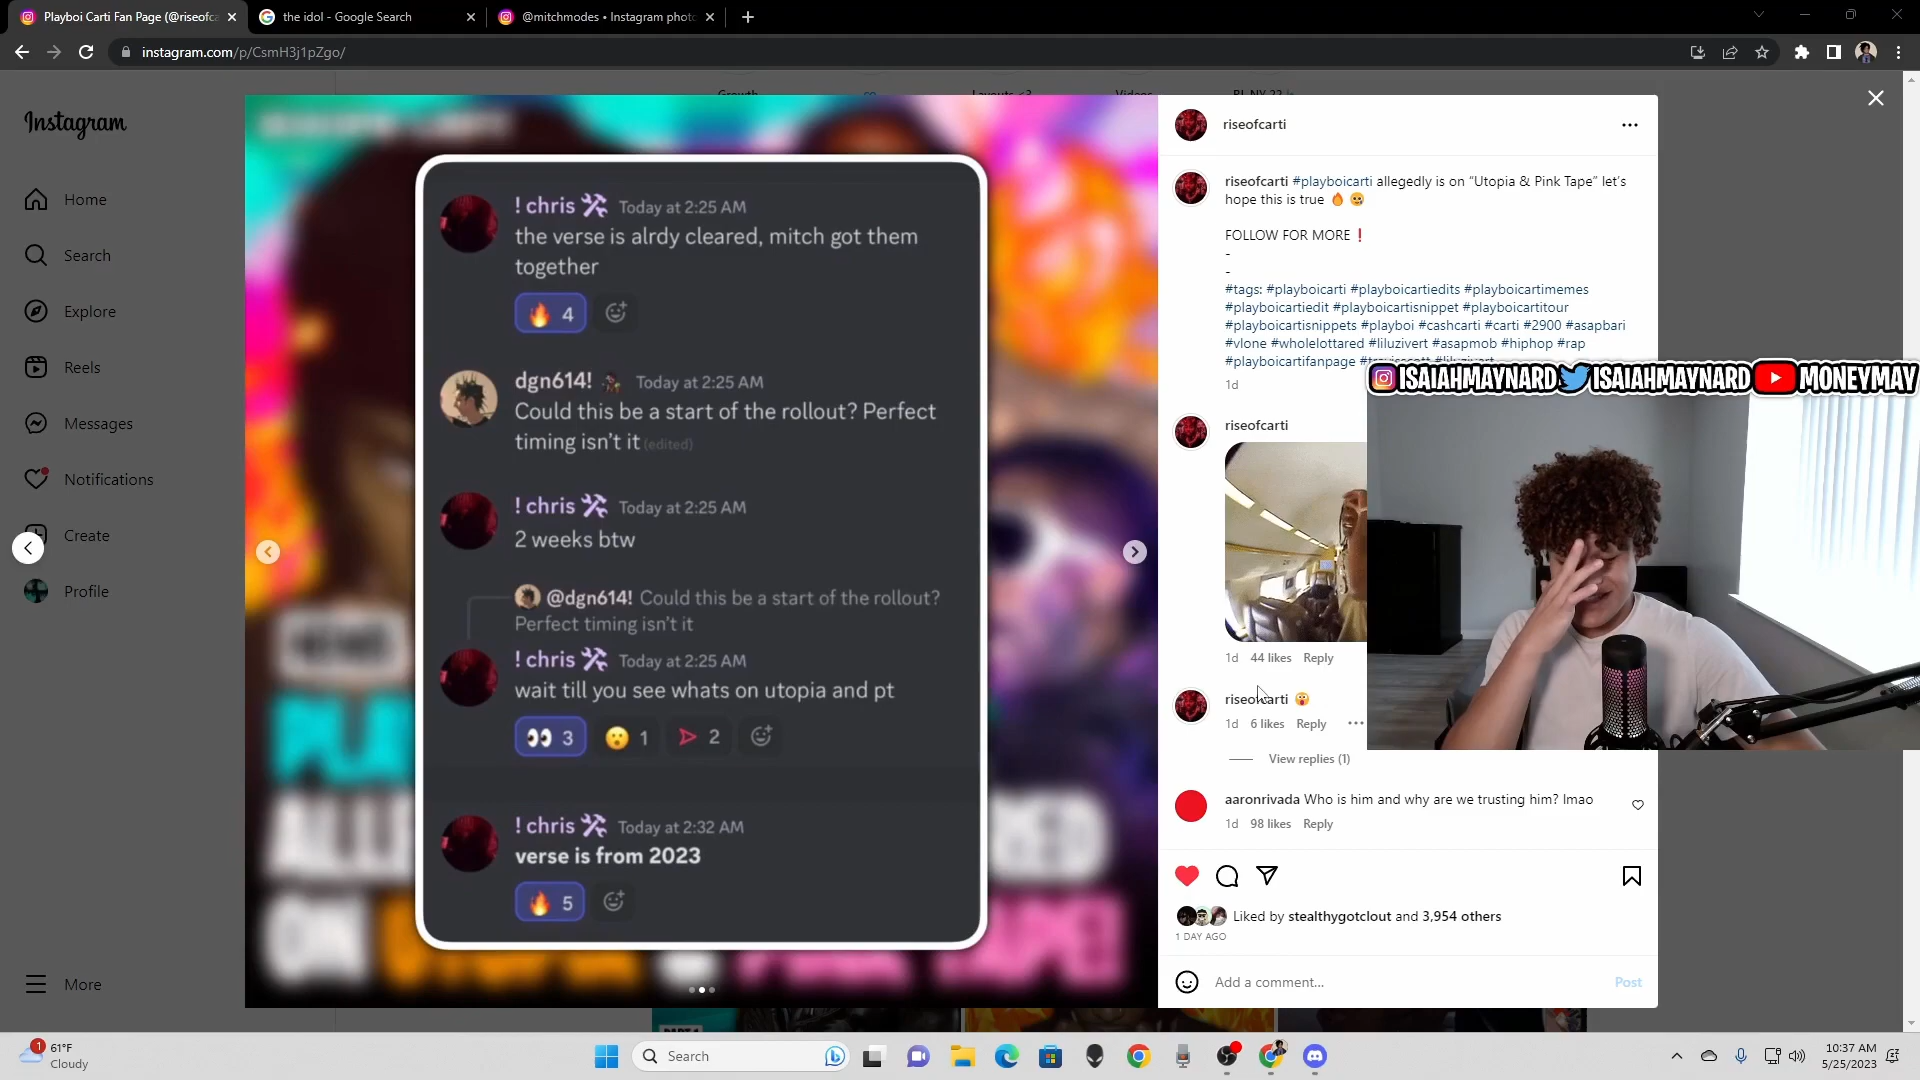 Playboi Carti Fan Page (@riseofca
the idol - Google Search
@mitchmodes • Instagram photo
instagram.com/p/CsmH3j1pZgo/
Instagram
Home
Search
Explore
Reels
Messages
Notifications
Create
Profile
More
! chris Today at 2:25 AM
the verse is alrdy cleared, mitch got them
together
4
dgn614! Today at 2:25 AM
Could this be a start of the rollout? Perfect
timing isn't it (edited)
! chris Today at 2:25 AM
2 weeks btw
@dgn614! Could this be a start of the rollout?
Perfect timing isn't it
! chris Today at 2:25 AM
wait till you see whats on utopia and pt
3 1 2
! chris Today at 2:32 AM
verse is from 2023
5
riseofcarti
riseofcarti #playboicarti allegedly is on "Utopia & Pink Tape" let's
hope this is true
FOLLOW FOR MORE❗
-
-
#tags: #playboicarti #playboicartiedits #playboicartimemes
#playboicartiedit #playboicartisnippet #playboicartitour
#playboicartisnippets #playboi #cashcarti #carti #2900 #asapbari
#vlone #wholelottared #liluzivert #asapmob #hiphop #rap
#playboicartifanpage #travisscott #liluzivert
1d
ISAIAHMAYNARD ISAIAHMAYNARD MONEYMAY
riseofcarti
1d 44 likes Reply
riseofcarti
1d 6 likes Reply
View replies (1)
aaronrivada Who is him and why are we trusting him? lmao
1d 98 likes Reply
Liked by stealthygotclout and 3,954 others
1 DAY AGO
Add a comment...
Post
1
61°F
Cloudy
Search
10:37 AM
5/25/2023